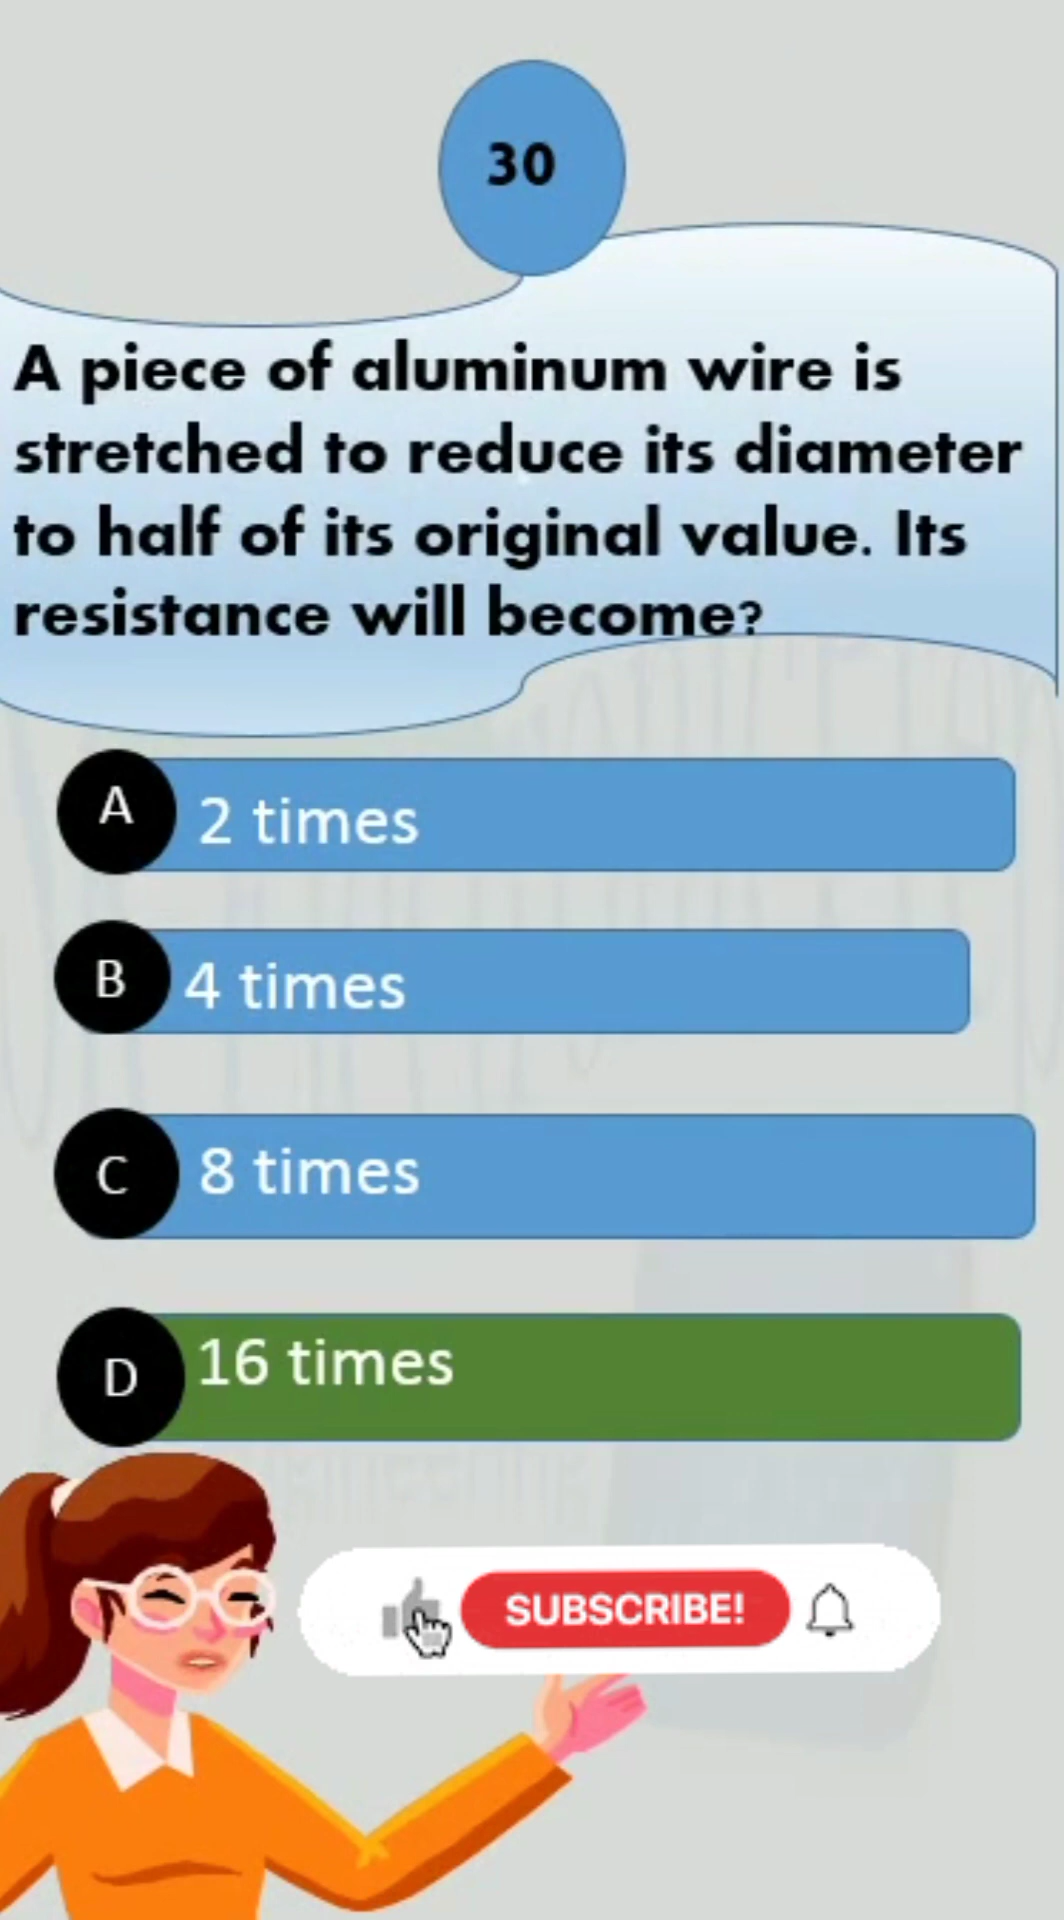 30
A piece of aluminum wire is
stretched to reduce its diameter
to half of its original value. Its
resistance will become?
A 2 times
B 4 times
C 8 times
D 16 times
SUBSCRIBE!